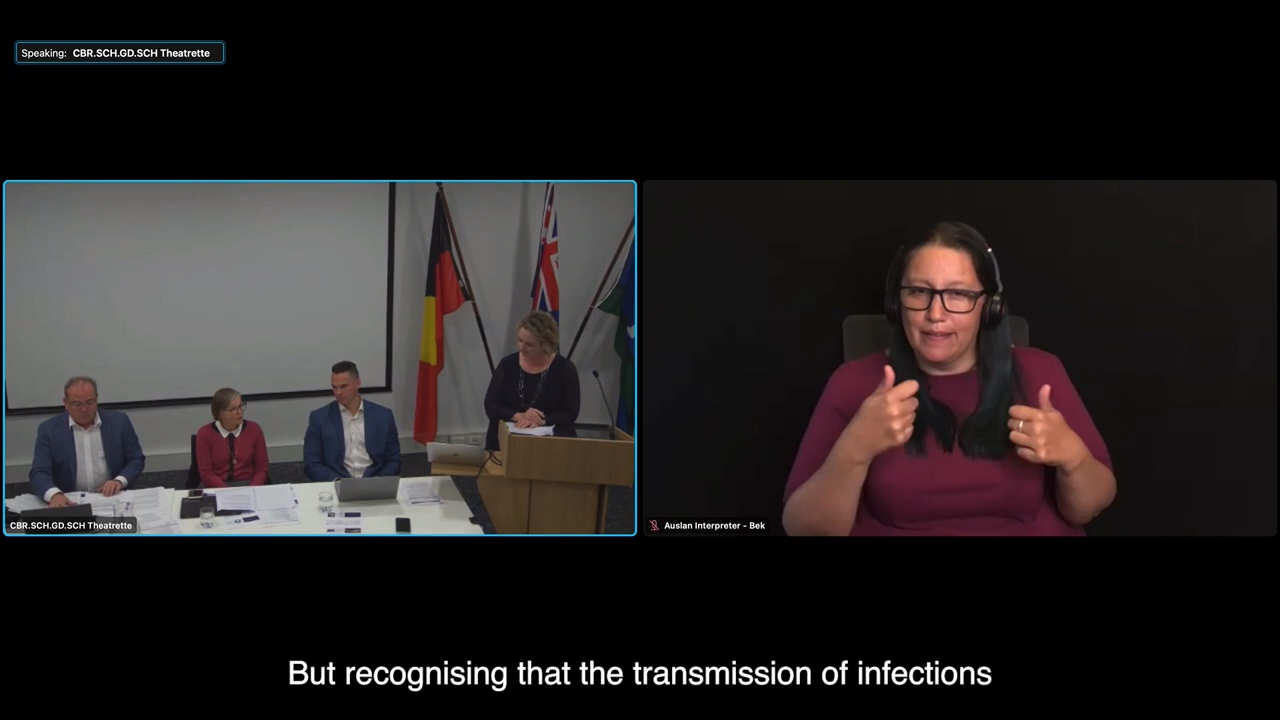 Speaking: CBR.SCH.GD.SCH Theatrette
CBR.SCH.GD.SCH Theatrette
Auslan Interpreter - Bek
But recognising that the transmission of infections